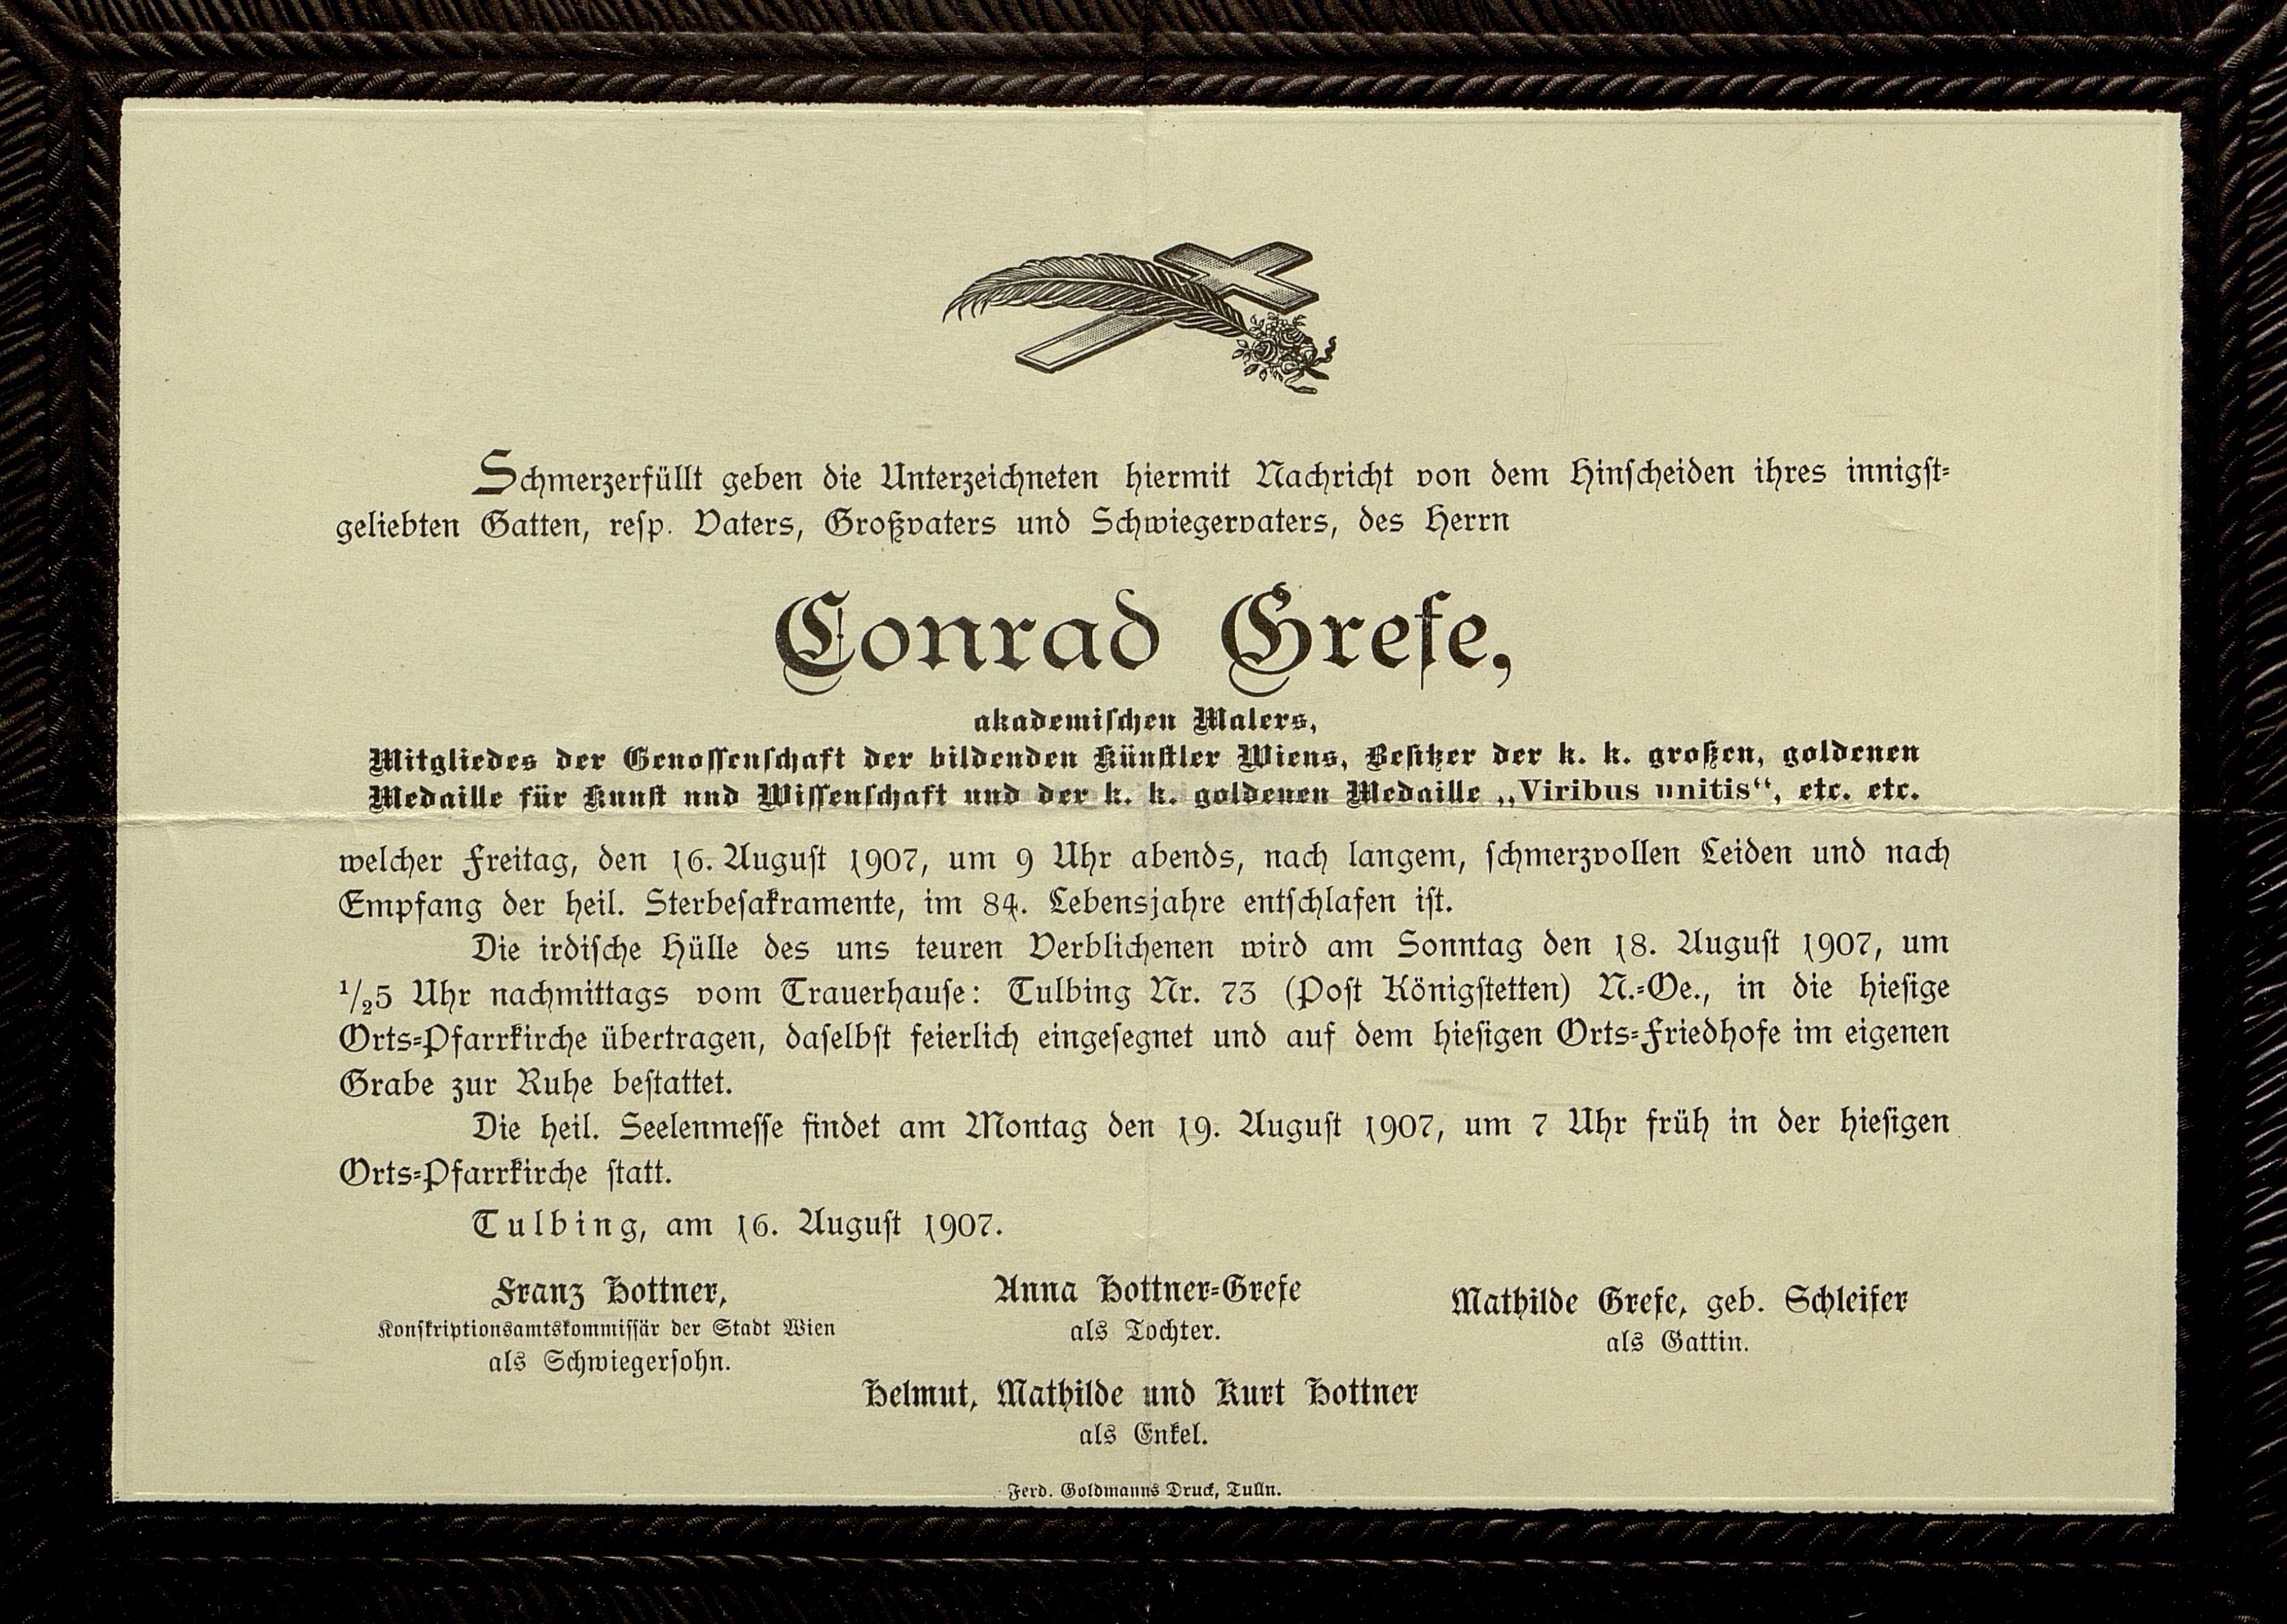 Schmerzerfüllt geben die Unterzeichneten hiermit Nachricht von dem Hinscheiden ihres innigst-
geliebten Gatten, resp. Vaters, Großvaters und Schwiegervaters, des Herrn
Conrad Grefe,
akademischen Malers,
Mitgliedes der Genossenschaft der bildenden Künstler Wiens, Besitzer der k. k. großen, goldenen
Medaille für Kunst und Wissenschaft und der k. k. goldenen Medaille „Viribus unitis“, etc. etc.
welcher Freitag, den 16. August 1907, um 9 Uhr abends, nach langem, schmerzvollen Leiden und nach
Empfang der heil. Sterbesakramente, im 84. Lebensjahre entschlafen ist.
Die irdische Hülle des uns teuren Verblichenen wird am Sonntag den 18. August 1907, um
1/25 Uhr nachmittags vom Trauerhause: Tulbing Nr. 73 (Post Königstetten) N.-Oe., in die hiesige
Orts-Pfarrkirche übertragen, daselbst feierlich eingesegnet und auf dem hiesigen Orts-Friedhofe im eigenen
Grabe zur Ruhe bestattet.
Die heil. Seelenmesse findet am Montag den 19. August 1907, um 7 Uhr früh in der hiesigen
Orts-Pfarrkirche statt.
Tulbing, am 16. August 1907.
Franz Hottner,
Konskriptionsamtskommissär der Stadt Wien
als Schwiegersohn.
Anna Hottner-Grefe
als Tochter.
Mathilde Grefe, geb. Schleifer
als Gattin.
Helmut, Mathilde und Kurt Hottner
als Enkel.
Ferd. Goldmanns Druck, Tulln.